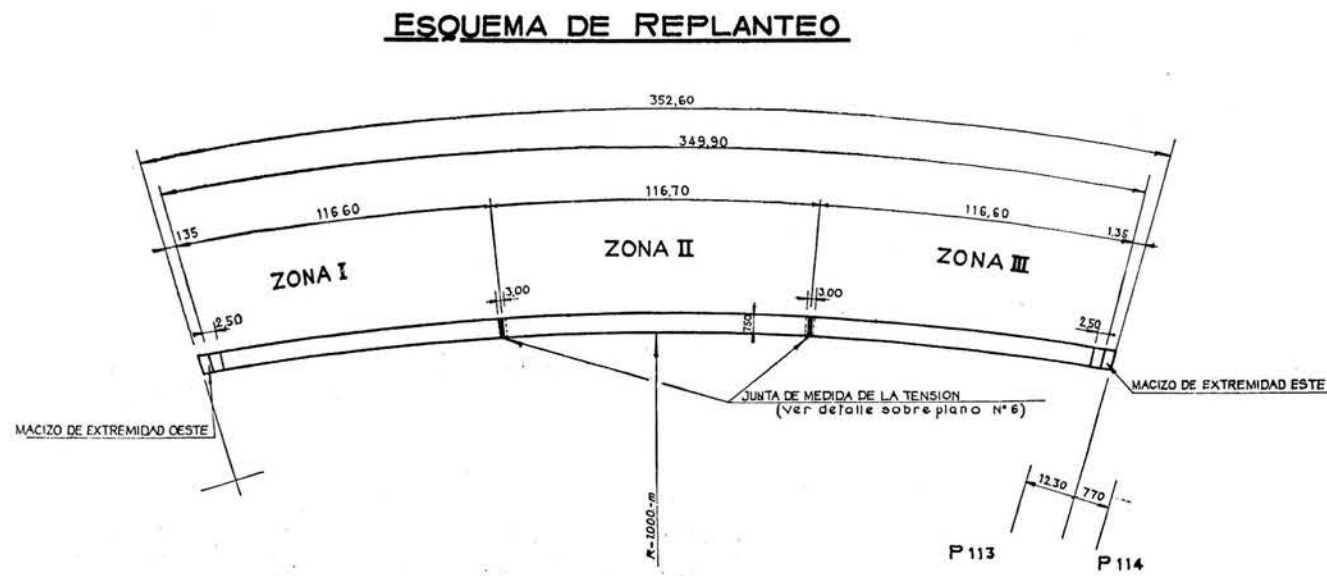 ESQUEMA DE REPLANTEO
352,60
349,90
116,70
116 60
116,60
135
1.35
ZONA I
ZONA II
ZONA III
3,00
3,00
2,50
750
2,50
JUNTA DE MEDIDA DE LA TENSION
(ver detalle sobre plano Nº 6)
MACIZO DE EXTREMIDAD ESTE
MACIZO DE EXTREMIDAD OESTE
R-1000.-m
12.30
770
P 113
P 114